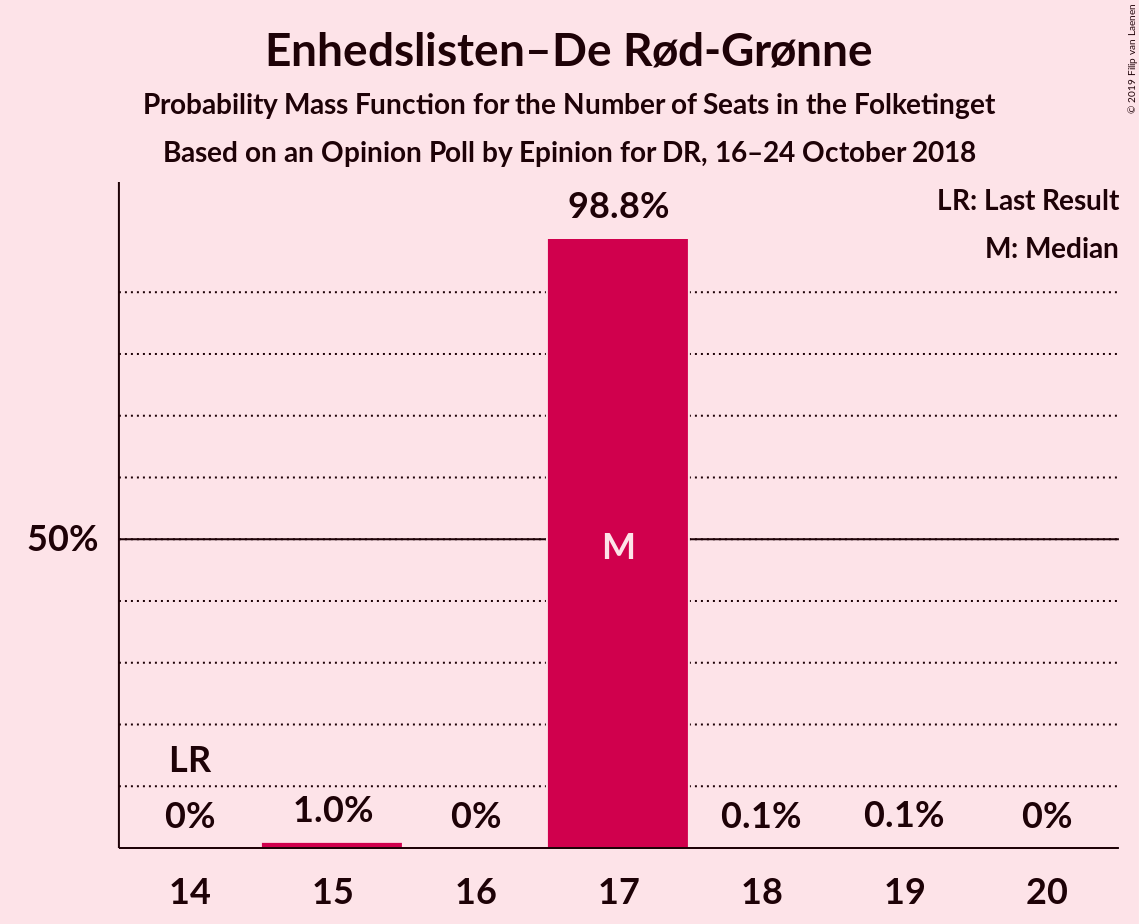 Enhedslisten–De Rød-Grønne
Probability Mass Function for the Number of Seats in the Folketinget
Based on an Opinion Poll by Epinion for DR, 16–24 October 2018
© 2019 Filip van Laenen
LR: Last Result
M: Median
98.8%
50%
M
LR
0%
1.0%
0%
0.1%
0.1%
0%
14
15
16
17
18
19
20